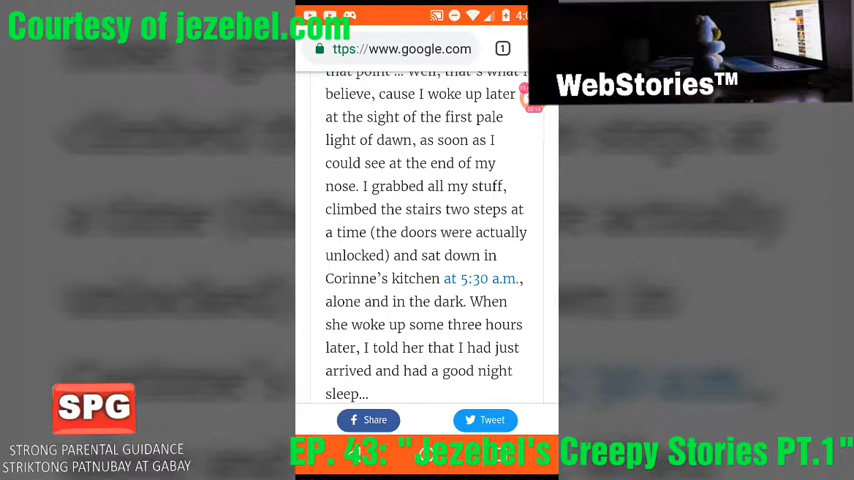 Courtesy of jezebel.com
ttps://www.google.com
1
WebStories™
that point ... Well, that's what I
believe, cause I woke up later
at the sight of the first pale
light of dawn, as soon as I
could see at the end of my
nose. I grabbed all my stuff,
climbed the stairs two steps at
a time (the doors were actually
unlocked) and sat down in
Corinne's kitchen at 5:30 a.m.,
alone and in the dark. When
she woke up some three hours
later, I told her that I had just
arrived and had a good night
sleep...
Share
Tweet
SPG
STRONG PARENTAL GUIDANCE
STRIKTONG PATNUBAY AT GABAY
EP. 43: "Jezebel's Creepy Stories PT.1"